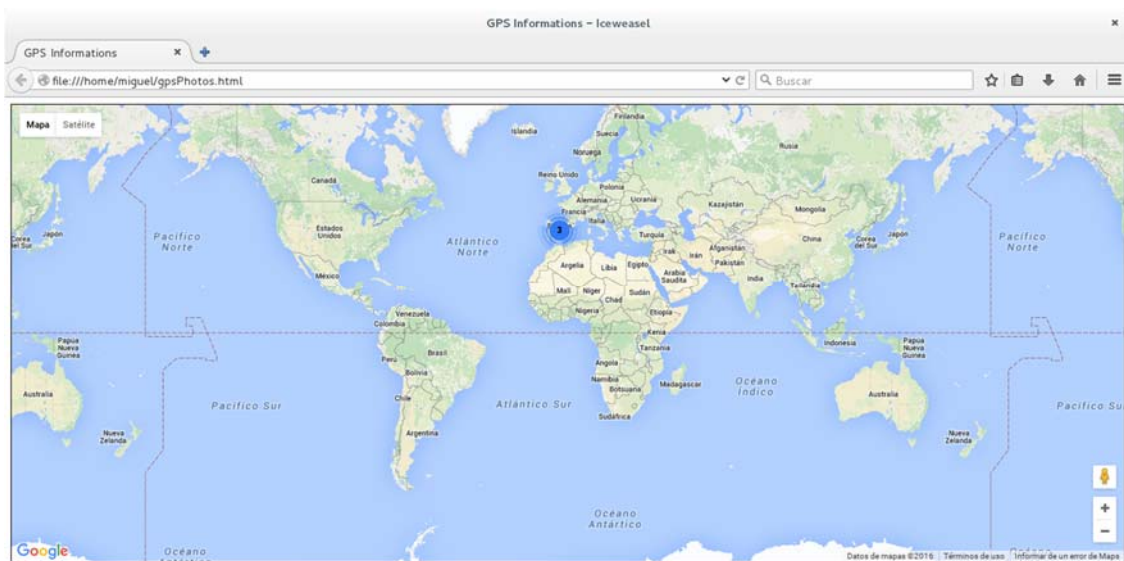 GPS Informations – Iceweasel
GPS Informations
file:///home/miguel/gpsPhotos.html
Buscar
Mapa
Satélite
Islandia
Finlandia
Suecia
Noruega
Rusia
Canadá
Reino Unido
Polonia
Alemania
Ucrania
Kazajistán
Mongolia
Francia
Italia
3
Estados
Unidos
Turquía
China
Corea
del Sur
Japón
Corea
del Sur
Japón
Pacífico
Norte
Atlántico
Norte
Pacífico
Norte
Irak
Irán
Afganistán
Pakistán
México
Argelia
Libia
Egipto
Arabia
Saudita
India
Tailandia
Malí
Níger
Chad
Sudán
Nigeria
Etiopía
Venezuela
Colombia
Kenia
Papúa
Nueva
Guinea
Perú
Brasil
Tanzania
Indonesia
Papúa
Nueva
Guinea
Bolivia
Angola
Namibia
Botsuana
Madagascar
Océano
Índico
Australia
Pacífico Sur
Chile
Atlántico Sur
Sudáfrica
Australia
Pacífico Su
Nueva
Zelanda
Argentina
Nueva
Zelanda
Océano
Antártico
Google
Océano
Datos de mapas ©2016
Términos de uso
Informar de un error de Maps